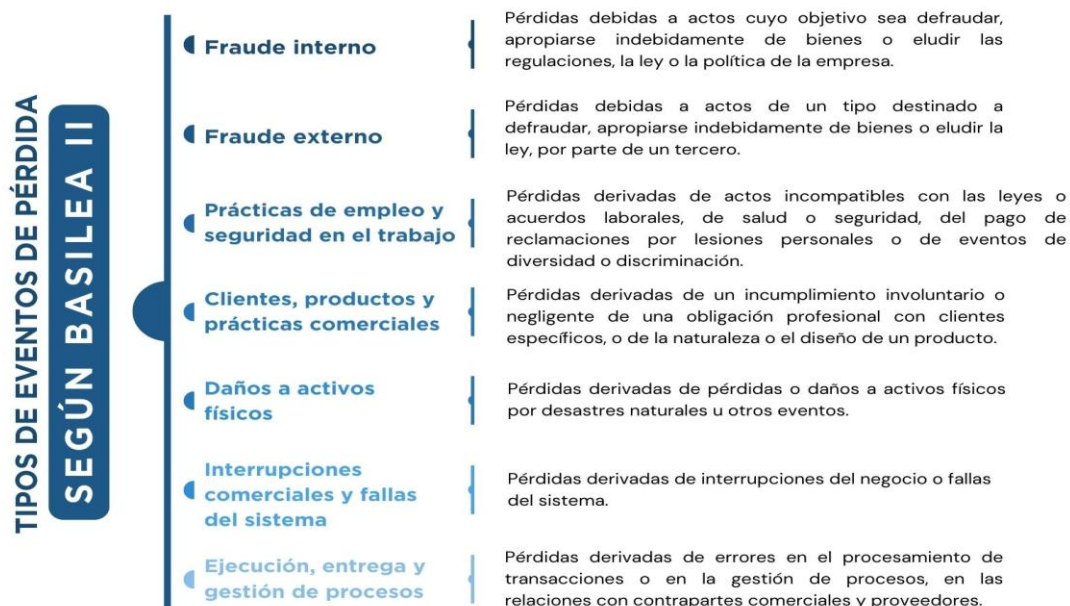 TIPOS DE EVENTOS DE PÉRDIDA
SEGÚN BASILEA II
Fraude interno
Pérdidas debidas a actos cuyo objetivo sea defraudar,
apropiarse indebidamente de bienes o eludir las
regulaciones, la ley o la política de la empresa.
Fraude externo
Pérdidas debidas a actos de un tipo destinado a
defraudar, apropiarse indebidamente de bienes o eludir la
ley, por parte de un tercero.
Prácticas de empleo y
seguridad en el trabajo
Pérdidas derivadas de actos incompatibles con las leyes o
acuerdos laborales, de salud o seguridad, del pago de
reclamaciones por lesiones personales o de eventos de
diversidad o discriminación.
Clientes, productos y
prácticas comerciales
Pérdidas derivadas de un incumplimiento involuntario o
negligente de una obligación profesional con clientes
específicos, o de la naturaleza o el diseño de un producto.
Daños a activos
físicos
Pérdidas derivadas de pérdidas o daños a activos físicos
por desastres naturales u otros eventos.
Interrupciones
comerciales y fallas
del sistema
Pérdidas derivadas de interrupciones del negocio o fallas
del sistema.
Ejecución, entrega y
gestión de procesos
Pérdidas derivadas de errores en el procesamiento de
transacciones o en la gestión de procesos, en las
relaciones con contrapartes comerciales y proveedores.